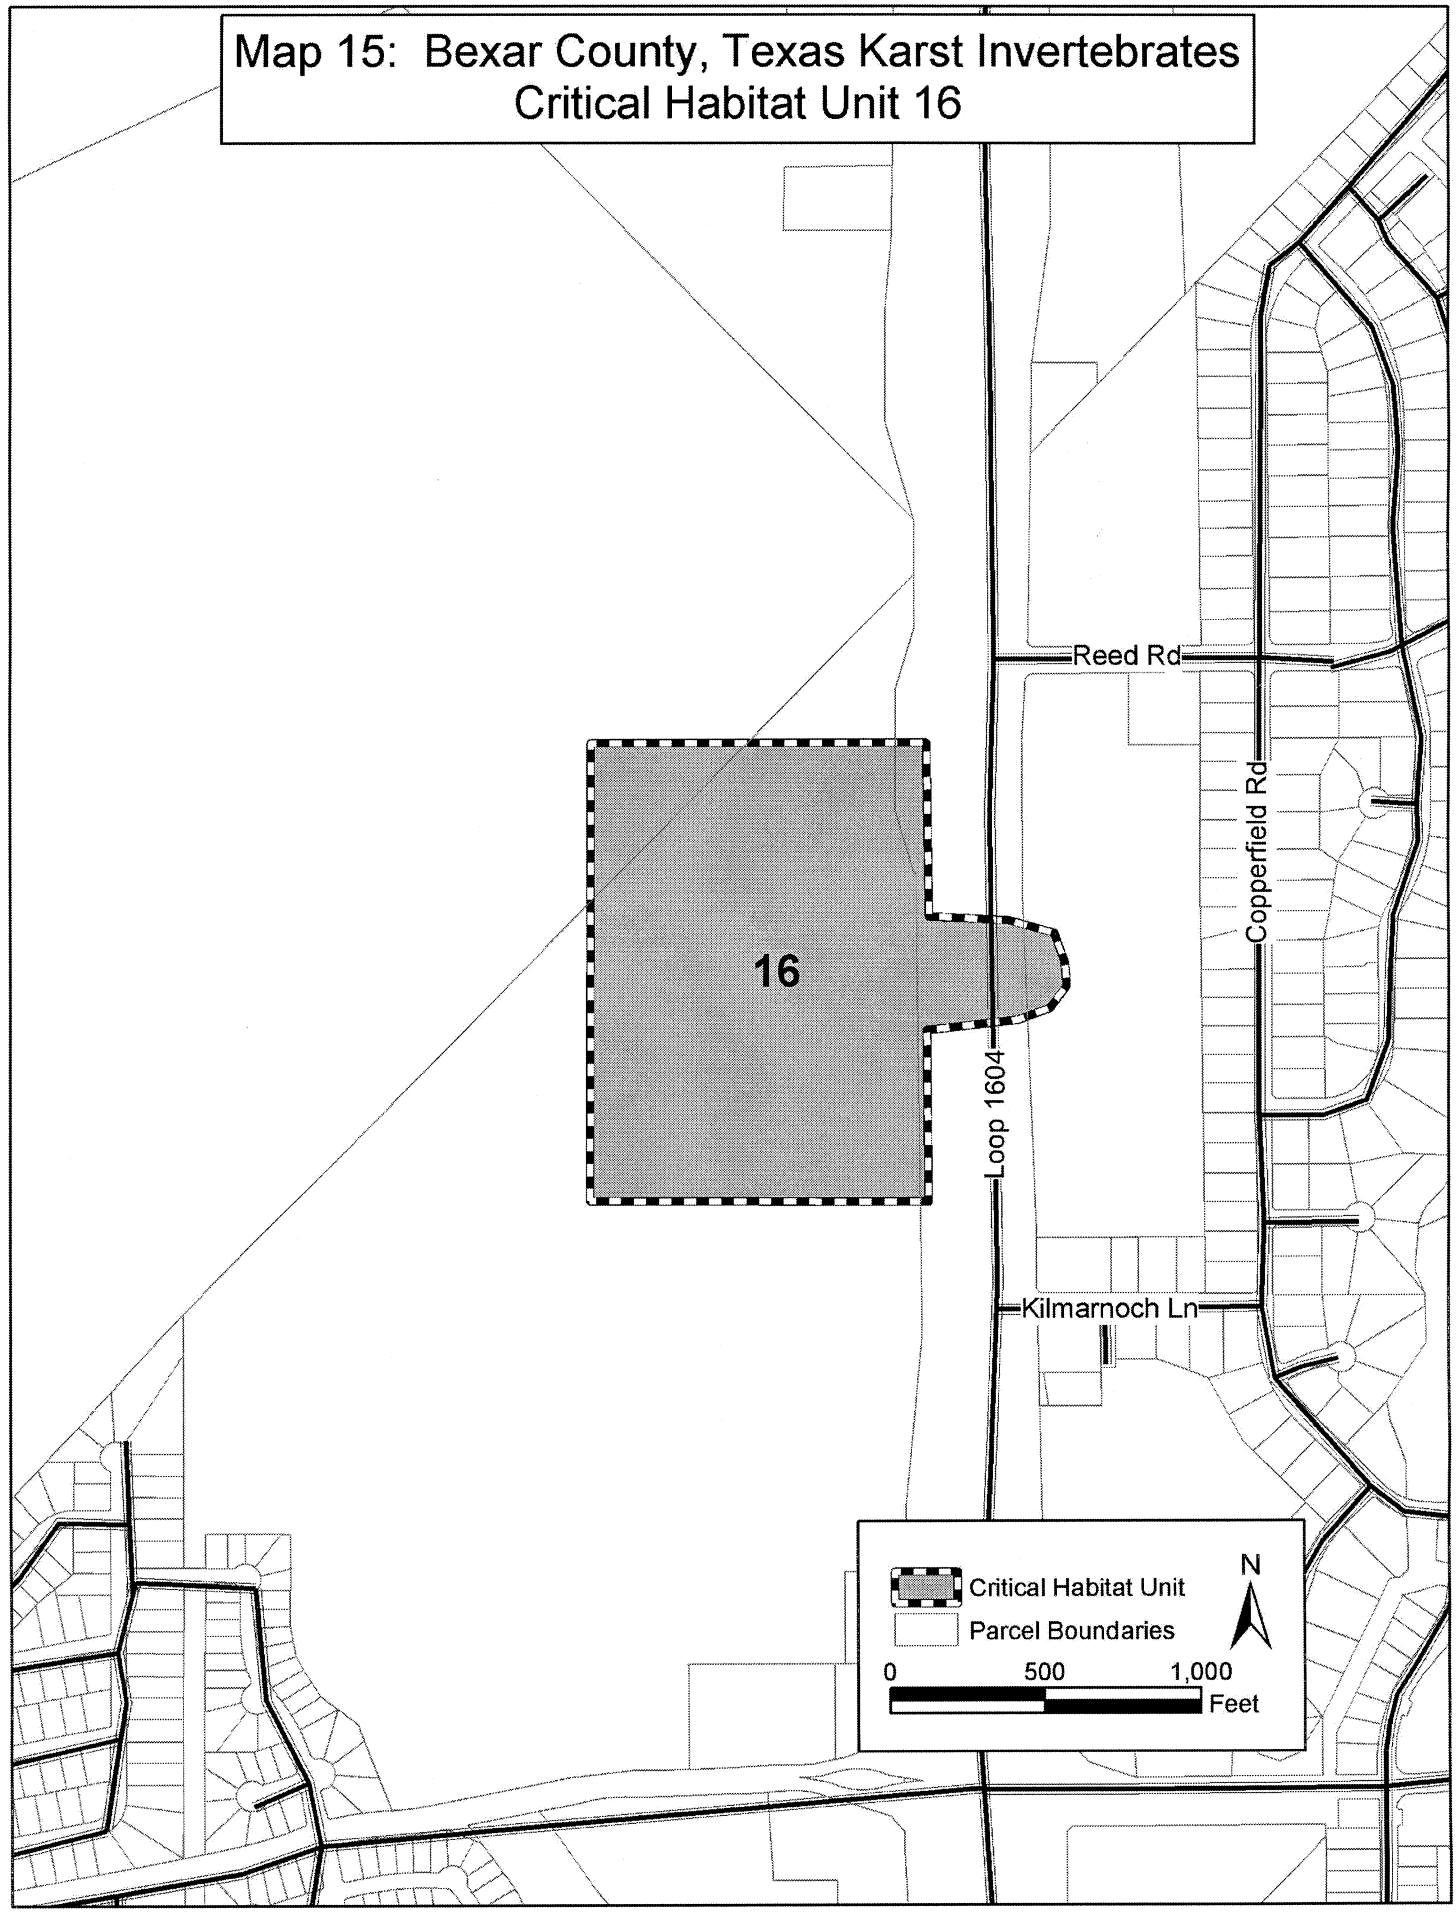 Map 15: Bexar County, Texas Karst Invertebrates
Critical Habitat Unit 16
Reed Rd
Copperfield Rd
16
Loop 1604
Kilmarnoch Ln
Critical Habitat Unit
Parcel Boundaries
N
0 500 1,000
Feet